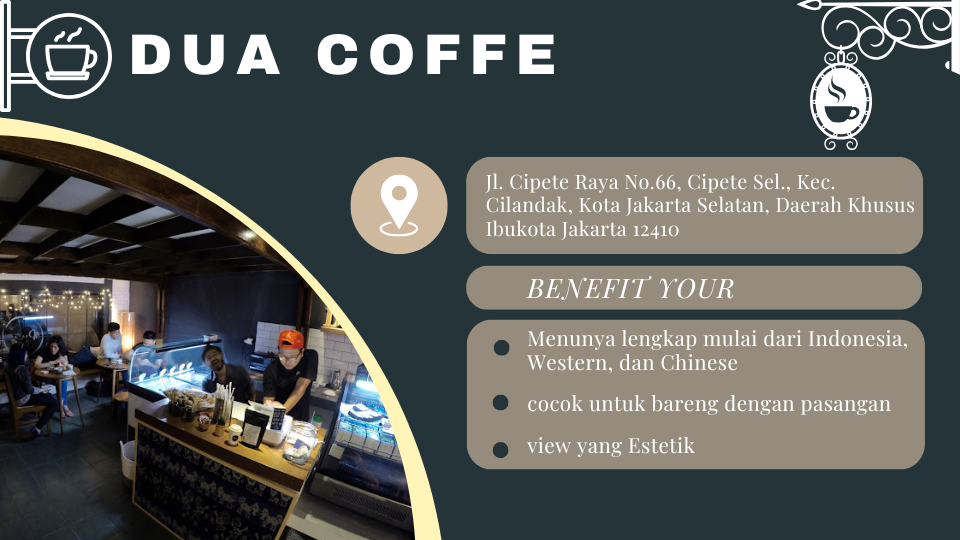 DUA COFFE
Jl. Cipete Raya No.66, Cipete Sel., Kec.
Cilandak, Kota Jakarta Selatan, Daerah Khusus
Ibukota Jakarta 12410
BENEFIT YOUR
Menunya lengkap mulai dari Indonesia,
Western, dan Chinese
cocok untuk bareng dengan pasangan
view yang Estetik